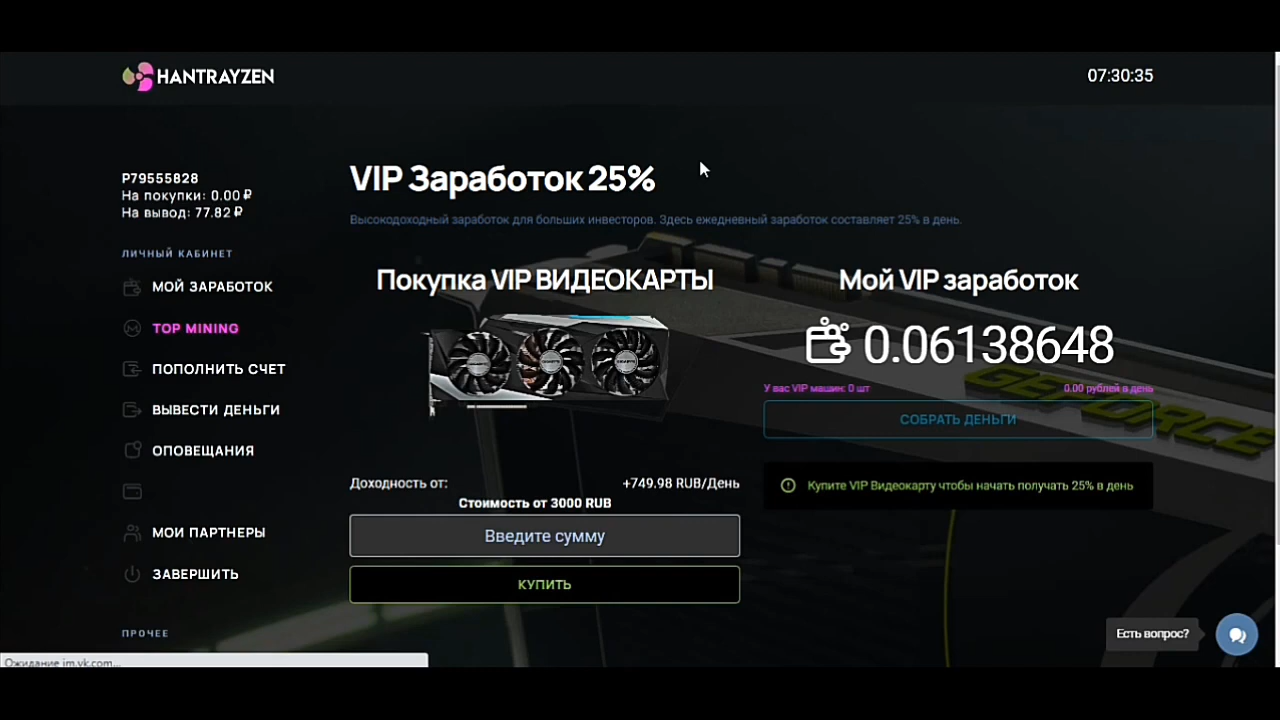 HANTRAYZEN
07:30:35
P79555828
На покупки: 0.00 ₽
На вывод: 77.82 ₽
ЛИЧНЫЙ КАБИНЕТ
МОЙ ЗАРАБОТОК
TOP MINING
ПОПОЛНИТЬ СЧЕТ
ВЫВЕСТИ ДЕНЬГИ
ОПОВЕЩАНИЯ
МОИ ПАРТНЕРЫ
ЗАВЕРШИТЬ
ПРОЧЕЕ
VIP Заработок 25%
Высокодоходный заработок для больших инвесторов. Здесь ежедневный заработок составляет 25% в день.
Покупка VIP ВИДЕОКАРТЫ
Доходность от: +749.98 RUB/День
Стоимость от 3000 RUB
Введите сумму
КУПИТЬ
Мой VIP заработок
0.06138648
У вас VIP машин: 0 шт 0.00 рублей в день
СОБРАТЬ ДЕНЬГИ
Купите VIP Видеокарту чтобы начать получать 25% в день
GEFORCE
Есть вопрос?
Ожидание im.vk.com...